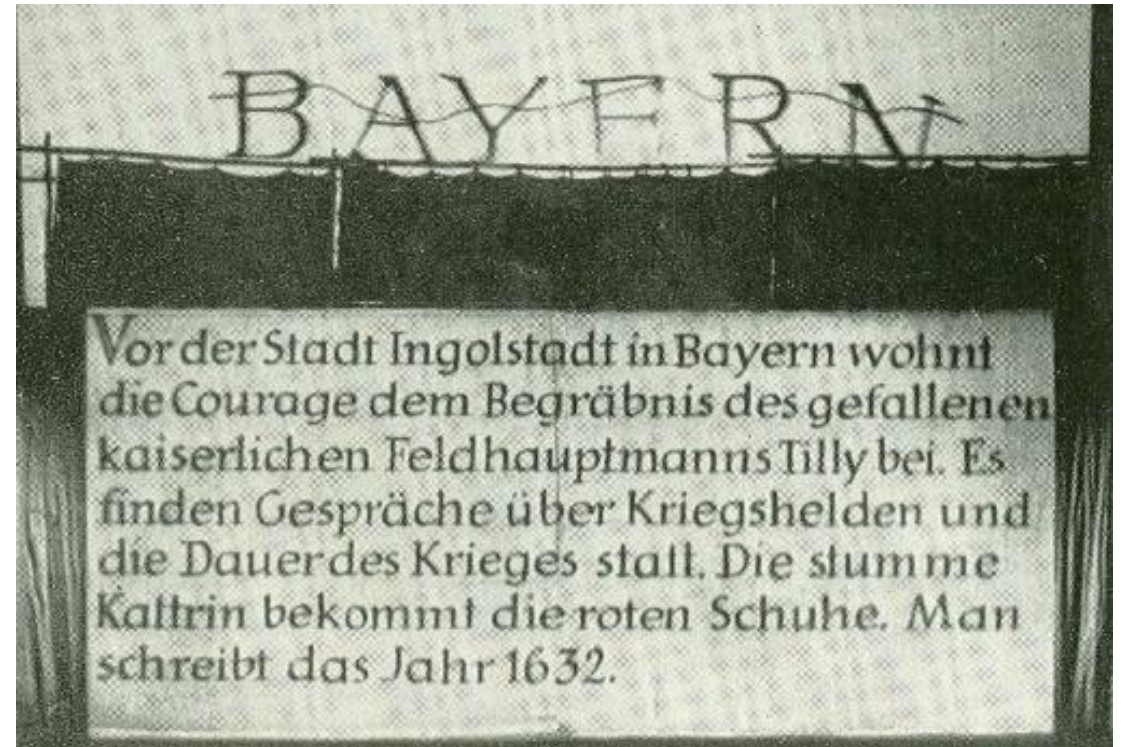 BAYERN
Vor der Stadt Ingolstadt in Bayern wohnt
die Courage dem Begräbnis des gefallenen
kaiserlichen Feldhauptmanns Tilly bei. Es
finden Gespräche über Kriegshelden und
die Dauer des Krieges statt. Die stumme
Kattrin bekommt die roten Schuhe. Man
schreibt das Jahr 1632.